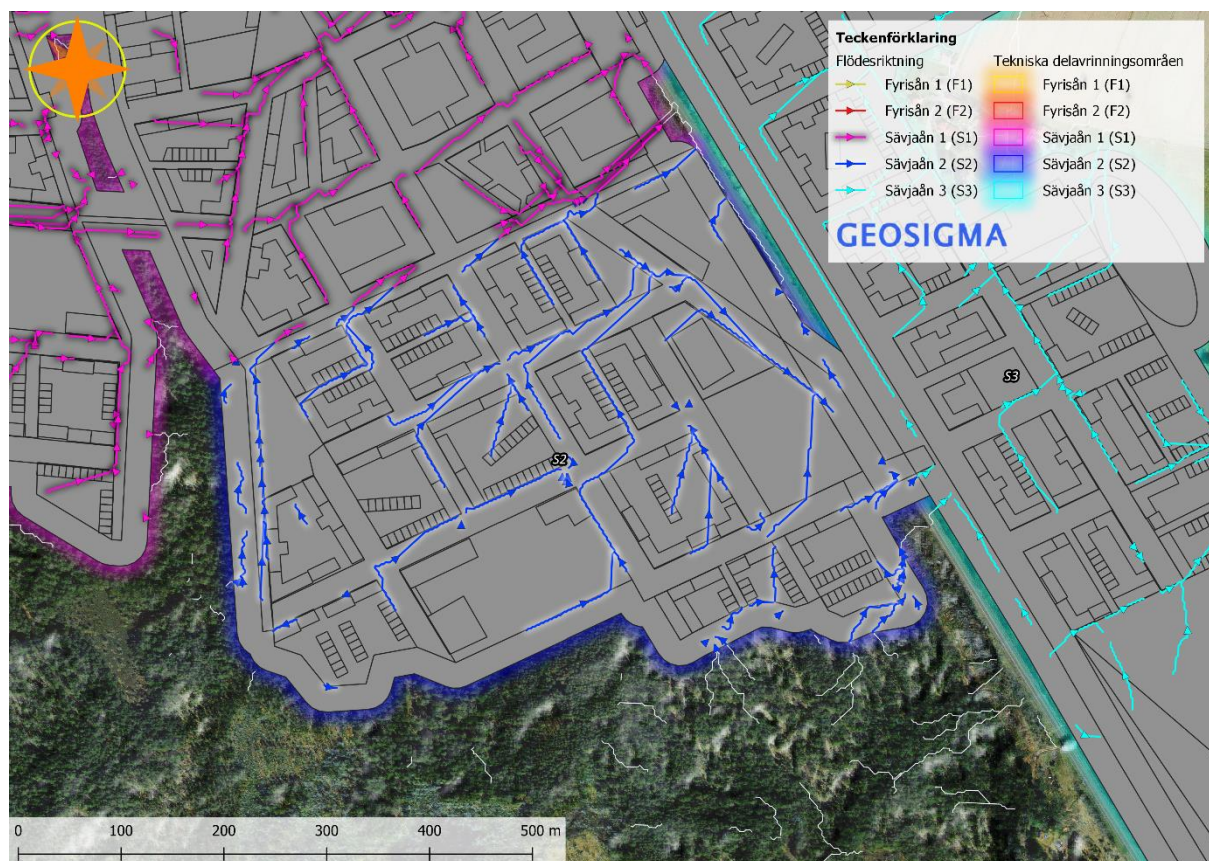 Teckenförklaring
Flödesriktning Tekniska delavrinningsområen
Fyrisån 1 (F1) Fyrisån 1 (F1)
Fyrisån 2 (F2) Fyrisån 2 (F2)
Sävjaån 1 (S1) Sävjaån 1 (S1)
Sävjaån 2 (S2) Sävjaån 2 (S2)
Sävjaån 3 (S3) Sävjaån 3 (S3)
GEOSIGMA
S3
S2
0 100 200 300 400 500 m